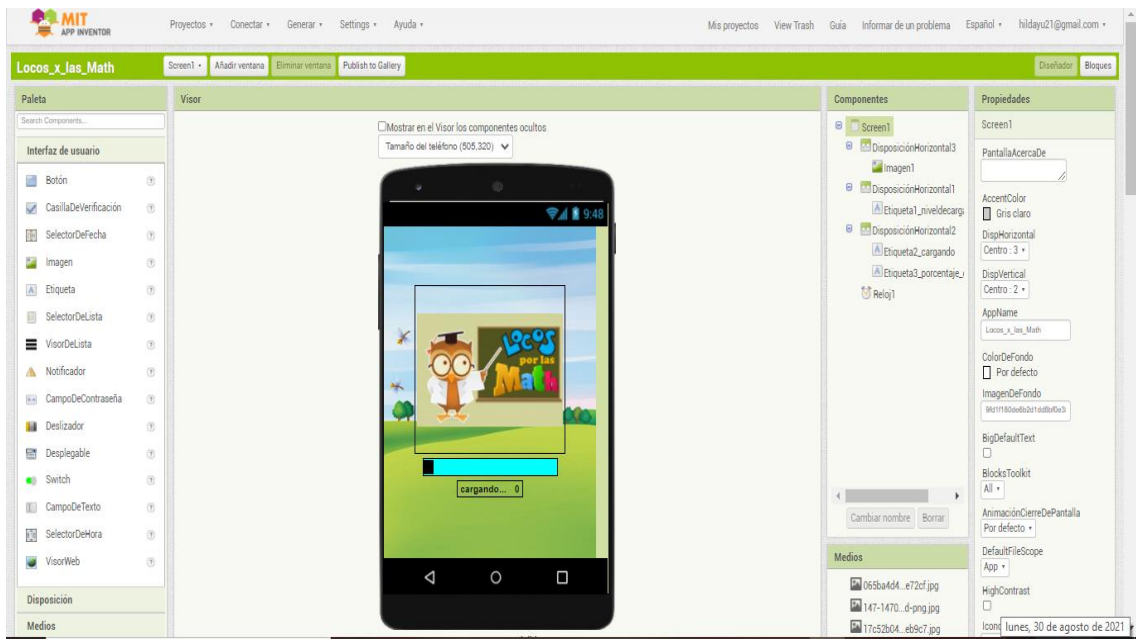 MIT
APP INVENTOR
Proyectos Conectar Generar Settings Ayuda
Mis proyectos View Trash Guía Informar de un problema Español hildayu21@gmail.com
Locos_x_las_Math
Screen1 Añadir ventana Eliminar ventana Publish to Gallery
Diseñador Bloques
Paleta
Search Components...
Interfaz de usuario
Botón
CasillaDeVerificación
SelectorDeFecha
Imagen
Etiqueta
SelectorDeLista
VisorDeLista
Notificador
CampoDeContraseña
Deslizador
Desplegable
Switch
CampoDeTexto
SelectorDeHora
VisorWeb
Disposición
Medios
Visor
Mostrar en el Visor los componentes ocultos
Tamaño del teléfono (505,320)
9:48
Locos
por las
Math
cargando... 0
Componentes
Screen1
DisposiciónHorizontal3
Imagen1
DisposiciónHorizontal1
Etiqueta1_niveldecarga
DisposiciónHorizontal2
Etiqueta2_cargando
Etiqueta3_porcentaje_
Reloj1
Cambiar nombre Borrar
Medios
065ba4d4...e72cf.jpg
147-1470...d-png.jpg
17c52b04...eb9c7.jpg
Propiedades
Screen1
PantallaAcercaDe
AccentColor
Gris claro
DispHorizontal
Centro : 3
DispVertical
Centro : 2
AppName
Locos_x_las_Math
ColorDeFondo
Por defecto
ImagenDeFondo
BigDefaultText
BlocksToolkit
All
AnimaciónCierreDePantalla
Por defecto
DefaultFileScope
App
HighContrast
Icono
lunes, 30 de agosto de 2021